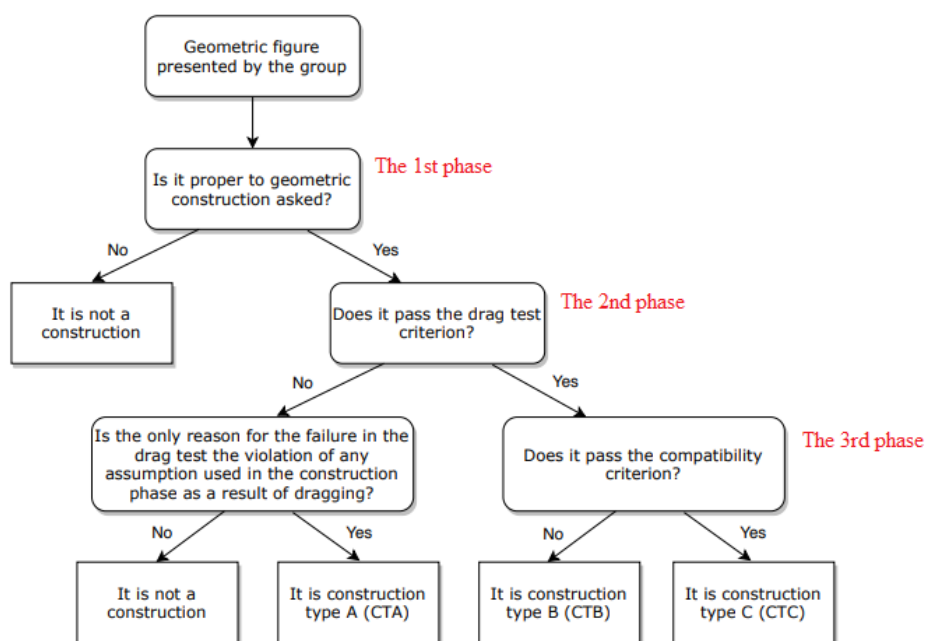 Geometric figure
presented by the group
The 1st phase
Is it proper to geometric
construction asked?
No
Yes
It is not a
construction
The 2nd phase
Does it pass the drag test
criterion?
No
Yes
Is the only reason for the failure in the
drag test the violation of any
assumption used in the construction
phase as a result of dragging?
The 3rd phase
Does it pass the compatibility
criterion?
No
Yes
No
Yes
It is not a
construction
It is construction
type A (CTA)
It is construction
type B (CTB)
It is construction
type C (CTC)